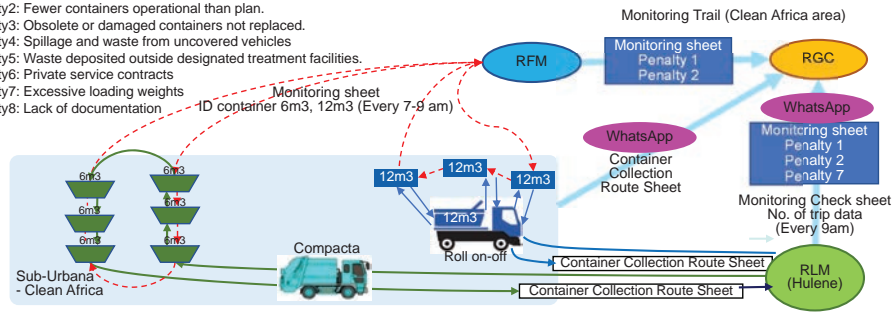 ty2: Fewer containers operational than plan.
ty3: Obsolete or damaged containers not replaced.
ty4: Spillage and waste from uncovered vehicles
ty5: Waste deposited outside designated treatment facilities.
ty6: Private service contracts
ty7: Excessive loading weights
ty8: Lack of documentation
Monitoring Trail (Clean Africa area)
RFM
Monitoring sheet
Penalty 1
Penalty 2
RGC
Monitoring sheet
ID container 6m3, 12m3 (Every 7-9 am)
WhatsApp
Container
Collection
Route Sheet
WhatsApp
Monitoring sheet
Penalty 1
Penalty 2
Penalty 7
Monitoring Check sheet
No. of trip data
(Every 9am)
6m3
6m3
6m3
6m3
6m3
6m3
12m3
12m3
12m3
12m3
Roll on-off
Compacta
Sub-Urbana
- Clean Africa
Container Collection Route Sheet
Container Collection Route Sheet
RLM
(Hulene)